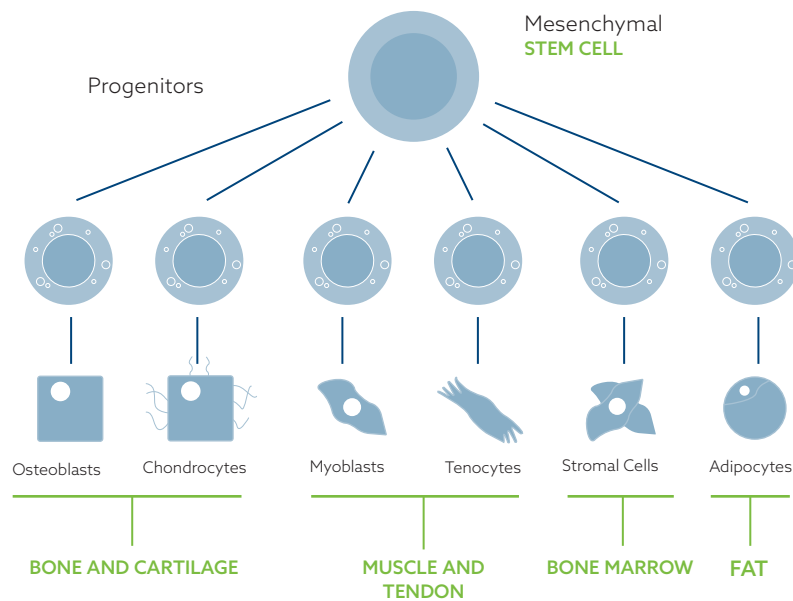 Mesenchymal
STEM CELL
Progenitors
Osteoblasts
Chondrocytes
Myoblasts
Tenocytes
Stromal Cells
Adipocytes
BONE AND CARTILAGE
MUSCLE AND
TENDON
BONE MARROW
FAT